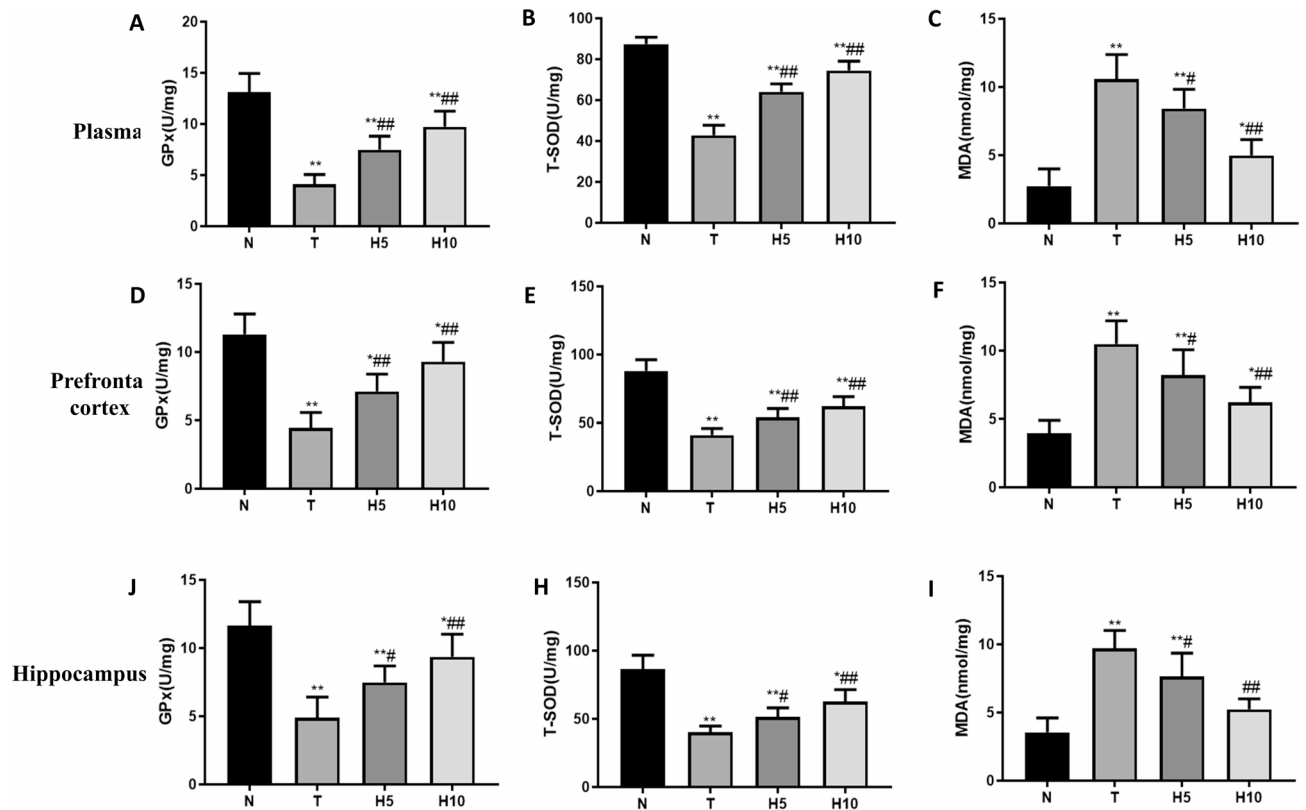 A
GPx(U/mg)
20
15
10
5
0
**
**##
**##
N T H5 H10
B
T-SOD(U/mg)
100
80
60
40
20
0
**
**##
**##
N T H5 H10
C
MDA(nmol/mg)
15
10
5
0
**
**#
*##
N T H5 H10
Plasma
D
GPx(U/mg)
15
10
5
0
**
*##
*##
N T H5 H10
E
T-SOD(U/mg)
150
100
50
0
**
**##
**##
N T H5 H10
F
MDA(nmol/mg)
15
10
5
0
**
**#
*##
N T H5 H10
Prefronta
cortex
J
GPx(U/mg)
15
10
5
0
**
**#
*##
N T H5 H10
H
T-SOD(U/mg)
150
100
50
0
**
**#
*##
N T H5 H10
I
MDA(nmol/mg)
15
10
5
0
**
**#
##
N T H5 H10
Hippocampus